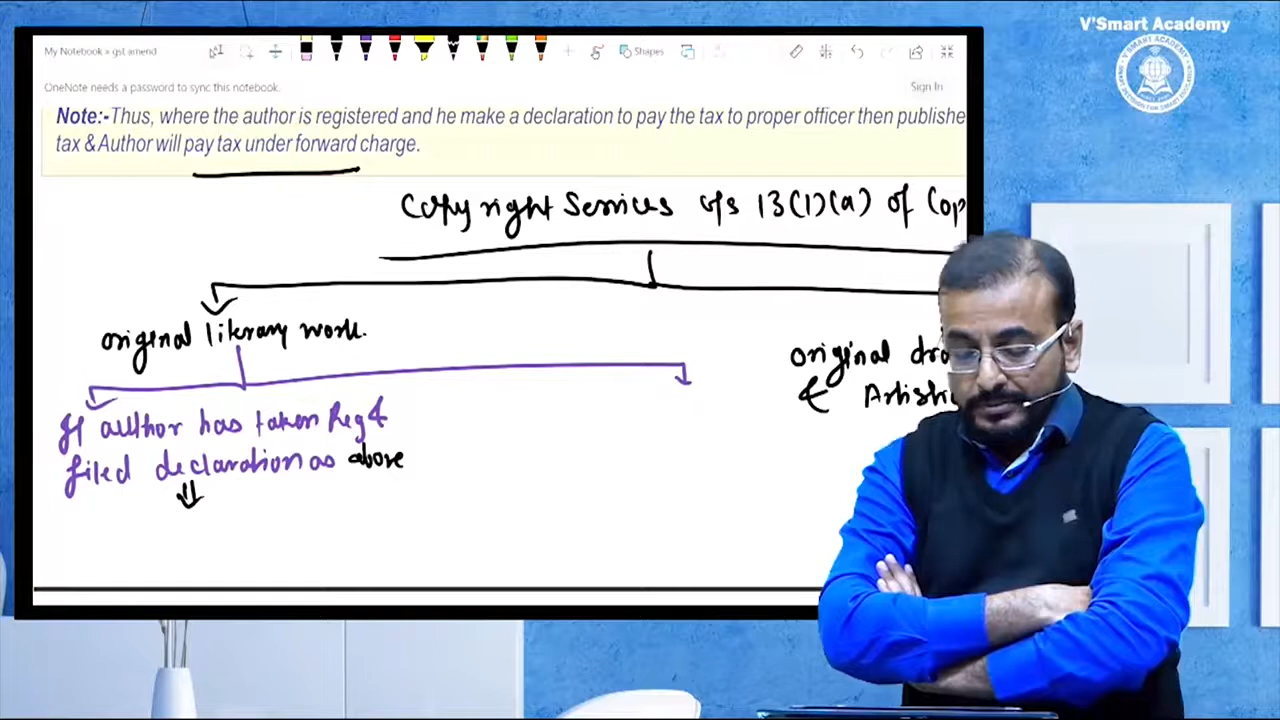 V'Smart Academy
My Notebook » gst amend
Shapes
OneNote needs a password to sync this notebook.
Sign In
Note:-Thus, where the author is registered and he make a declaration to pay the tax to proper officer then publishe
tax & Author will pay tax under forward charge.
Copyright Services u/s 13(1)(a) of Cop
original literary work.
original dra
& Artistic
If author has taken Reg &
filed declaration as above